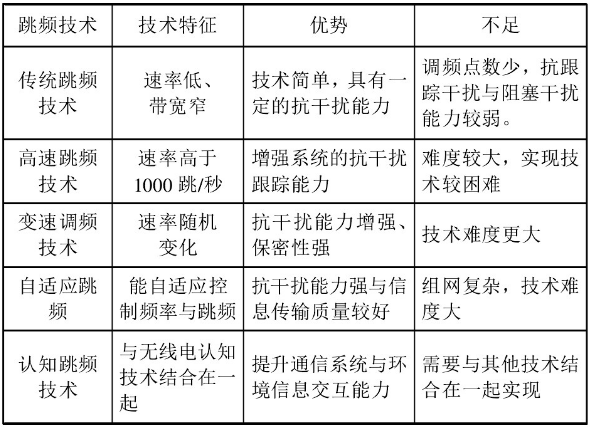 跳频技术 技术特征 优势 不足
传统跳频
技术
速率低、
带宽窄
技术简单，具有一
定的抗干扰能力
调频点数少，抗跟
踪干扰与阻塞干扰
能力较弱。
高速跳频
技术
速率高于
1000 跳/秒
增强系统的抗干扰
跟踪能力
难度较大，实现技
术较困难
变速调频
技术
速率随机
变化
抗干扰能力增强、
保密性强
技术难度更大
自适应跳
频
能自适应控
制频率与跳频
抗干扰能力强与信
息传输质量较好
组网复杂，技术难
度大
认知跳频
技术
与无线电认知
技术结合在一
起
提升通信系统与环
境信息交互能力
需要与其他技术结
合在一起实现